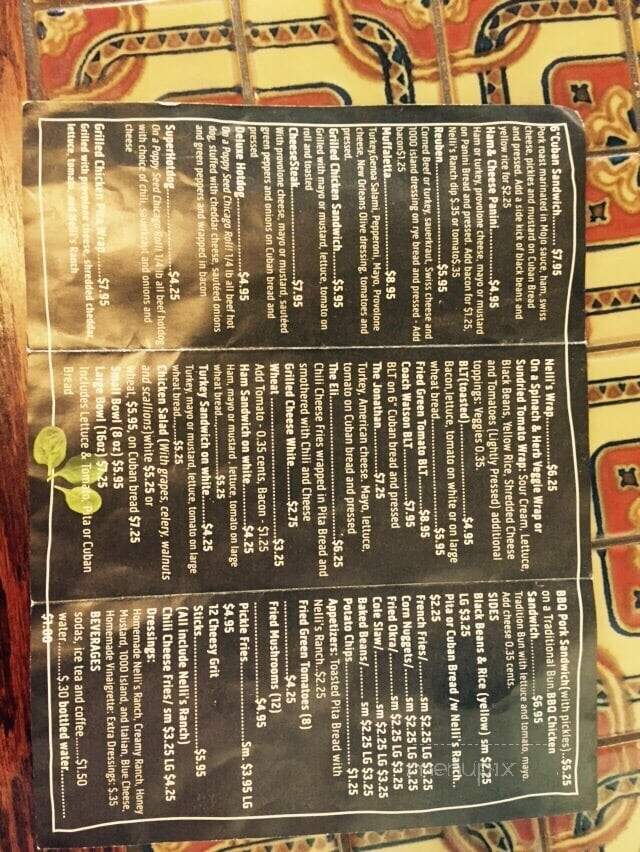 6"Cuban Sandwich........ $7.95
Pork roast marinated in Mojo sauce, ham, swiss
cheese, pickles and mustard on Cuban Bread
and pressed. Add a side kick of black beans and
yellow rice for $2.25
Ham & Cheese Panini............$4.95
Ham or turkey, provolone cheese, mayo or mustard
on Panini Bread and pressed. Add bacon for $1.25,
Nelli's Ranch dip $.35 or tomato$.35
Reuben..............................$5.95
Corned Beef or turkey, sauerkraut, Swiss cheese and
1000 island dressing on rye bread and pressed - Add
bacon$1.25
Muffaletta..........................$8.95
Turkey,Genoa Salami, Pepperoni, Mayo, Provolone
cheese, New Orleans Olive dressing, tomatoes and
pressed.
Grilled Chicken Sandwich.......$5.95
Grilled with mayo or mustard, lettuce, tomato on
roll and toasted
CheeseSteak......................$7.95
With provolone cheese, mayo or mustard, sautéed
green peppers and onions on Cuban bread and
pressed
Deluxe Hotdog....................$4.95
On a Poppy Seed Chicago Roll! 1/4 lb all beef hot
dog stuffed with cheddar cheese, sautéed onions
and green peppers and wrapped in bacon
SuperHotdog......................$4.25
On a Poppy Seed Chicago Roll! 1/4 lb all beef hotdog
with choice of chili, sauerkraut and onions and
cheese
Grilled Chicken Wrap........$7.95
Grilled with provolone cheese, shredded cheddar,
lettuce, tomato and Nelli's Ranch
Nelli's Wrap..................$6.25
On a Spinach & Herb Veggie Wrap or
Sundried Tomato Wrap: Sour Cream, Lettuce,
Black Beans, Yellow Rice, Shredded Cheese
and Tomatoes (Lightly Pressed) additional
toppings: Veggies 0.35.
BLT(toasted).....................$4.95
Bacon,lettuce, tomato on white or on large
wheat bread......................$5.95
Fried Green Tomato BLT.......$8.95
Coach Watson BLT..............$7.95
BLT on 6" Cuban bread and pressed
The Jonathan.................$7.25
Turkey, American cheese, Mayo, lettuce,
tomato on Cuban bread and pressed
The Eli............................$6.25
Chili Cheese Fries wrapped in Pita Bread and
smothered with Chili and Cheese
Grilled Cheese White........$2.75
Wheat.............................$3.25
Add Tomato - 0.35 cents, Bacon - $1.25
Ham Sandwich on white.......$4.25
Ham, mayo or mustard, lettuce, tomato on large
wheat bread..................$5.25
Turkey Sandwich on white......$4.25
Turkey, mayo or mustard, lettuce, tomato on large
wheat bread..........$5.25
Chicken Salad (With grapes, celery, walnuts
and scallions)white $5.25 or
wheat, $5.95, on Cuban bread $7.25
Small Bowl (8 oz) $5.95
Large Bowl (16oz) $7.25
Includes Lettuce & Tomato, Pita or Cuban
Bread
BBQ Pork Sandwich(with pickles)..$5.25
on a Traditional Bun.BBQ Chicken
Sandwich..................$6.95
Tradition Bun with lettuce and tomato, mayo.
Add cheese 0.35 cents.
SIDES
Black Beans & Rice (yellow) sm $2.25
LG $3.25
Pita or Cuban Bread /w Nelli's Ranch...
$2.25
French Fries/.........sm $2.25 LG $3.25
Corn Nuggets/......sm $2.25 LG $3.25
Fried Okra/...........sm $2.25 LG $3.25
Cole Slaw/............sm $2.25 LG $3.25
Baked Beans/.......sm $2.25 LG $3.25
Potato Chips........................$1.25
Appetizers: Toasted Pita Bread with
Nelli's Ranch..$2.25
Fried Green Tomatoes (8)
.....................$4.25
Fried Mushrooms (12)
........................$4.95
Pickle Fries.............Sm $3.95 LG
$4.95
12 Cheesy Grit
Sticks.......................$5.95
(All include Nelli's Ranch)
Chili Cheese Fries/ sm $3.25 LG $4.25
Dressings:
Homemade Nelli's Ranch, Creamy Ranch, Honey
Mustard, 1000 Island, and Italian, Blue Cheese,
Homemade Vinaigrette. Extra Dressings: $.35
BEVERAGES
sodas, ice tea and coffee......$1.50
water.........$.30 bottled water..........
$1.00
menupix